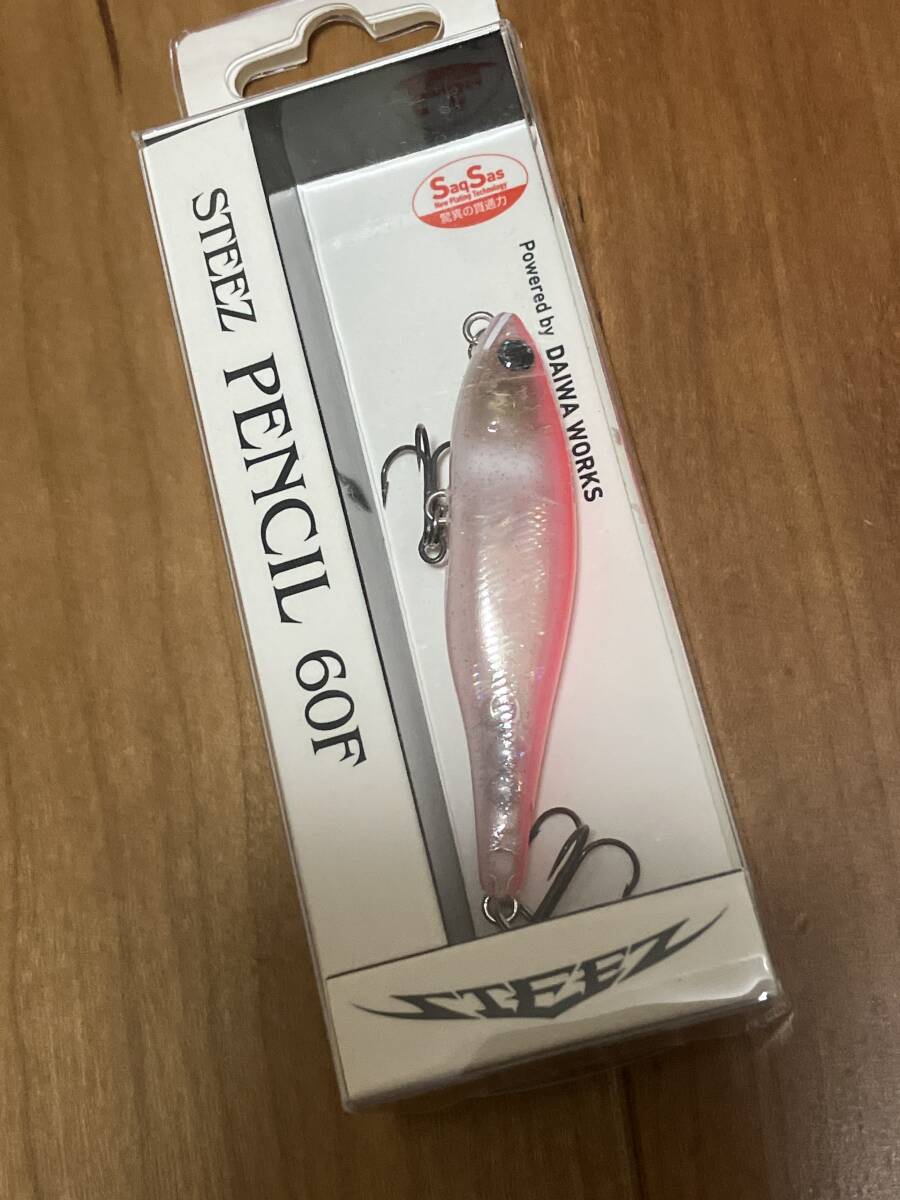 SaqSas
New Plating Technology
驚異の貫通力
Powered by DAIWA WORKS
STEEZ PENCIL 60F
STEEZ